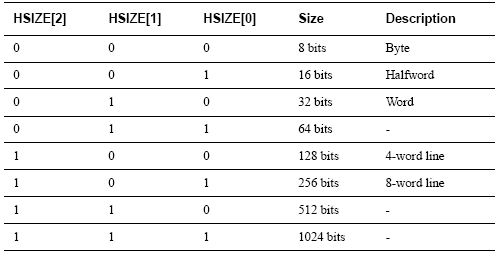 HSIZE[2] HSIZE[1] HSIZE[0] Size Description
0 0 0 8 bits Byte
0 0 1 16 bits Halfword
0 1 0 32 bits Word
0 1 1 64 bits -
1 0 0 128 bits 4-word line
1 0 1 256 bits 8-word line
1 1 0 512 bits -
1 1 1 1024 bits -